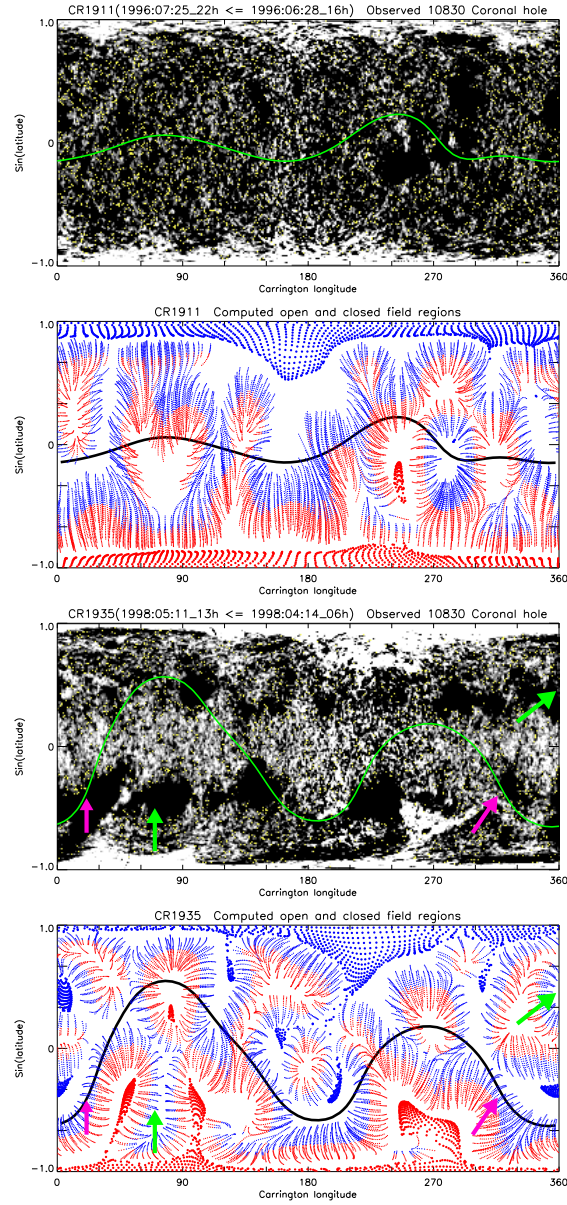 CR1911(1996:07:25_22h <= 1996:06:28_16h) Observed 10830 Coronal hole
1.0
Sin(latitude)
0
−1.0
0 90 180 270 360
Carrington longitude
CR1911 Computed open and closed field regions
1.0
Sin(latitude)
0
−1.0
0 90 180 270 360
Carrington longitude
CR1935(1998:05:11_13h <= 1998:04:14_06h) Observed 10830 Coronal hole
1.0
Sin(latitude)
0
−1.0
0 90 180 270 360
Carrington longitude
CR1935 Computed open and closed field regions
1.0
Sin(latitude)
0
−1.0
0 90 180 270 360
Carrington longitude